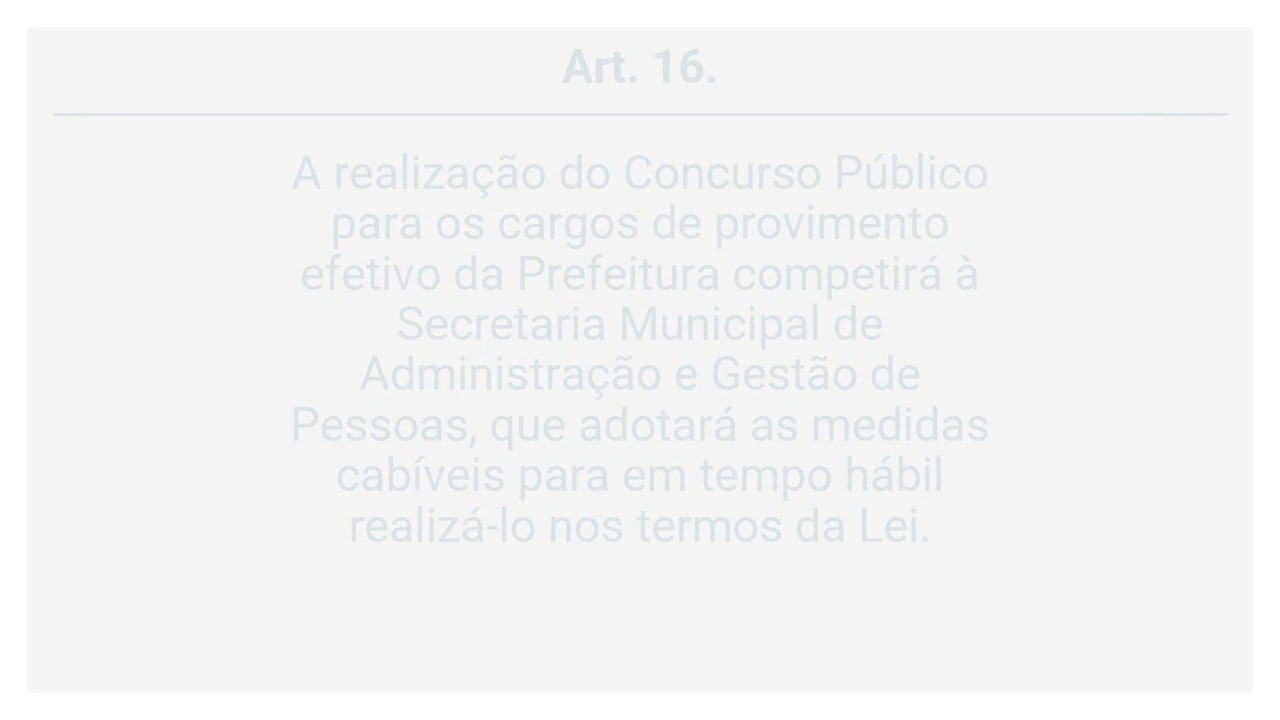 Art. 16.
A realização do Concurso Público
para os cargos de provimento
efetivo da Prefeitura competirá à
Secretaria Municipal de
Administração e Gestão de
Pessoas, que adotará as medidas
cabíveis para em tempo hábil
realizá-lo nos termos da Lei.